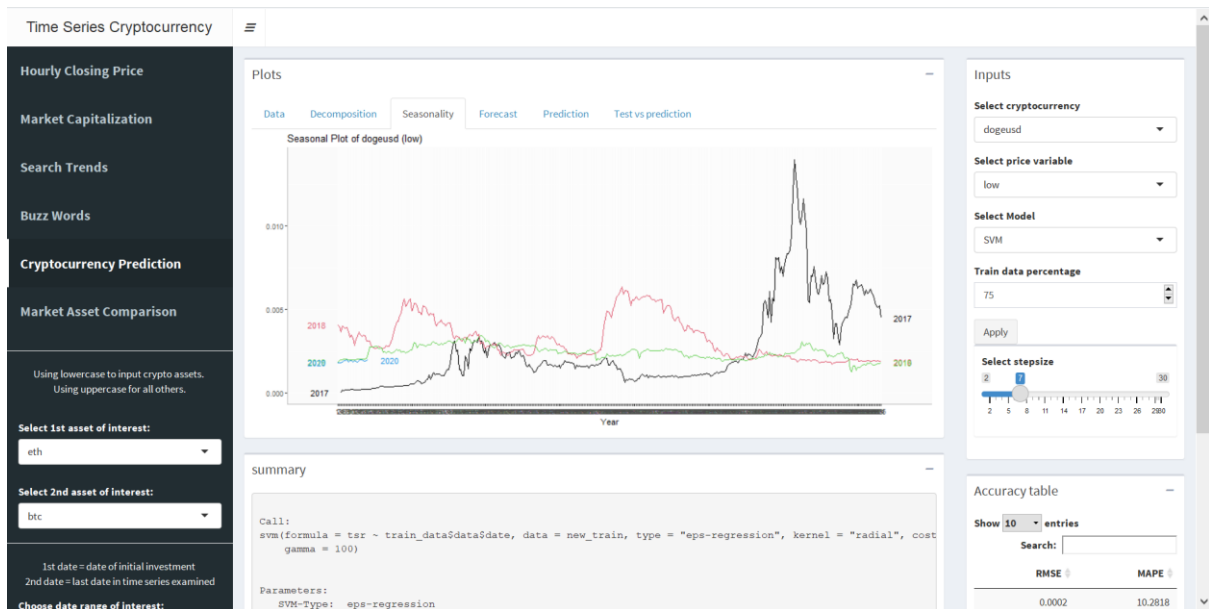 Time Series Cryptocurrency
Hourly Closing Price
Market Capitalization
Search Trends
Buzz Words
Cryptocurrency Prediction
Market Asset Comparison
Using lowercase to input crypto assets.
Using uppercase for all others.
Select 1st asset of interest:
eth
Select 2nd asset of interest:
btc
1st date = date of initial investment
2nd date = last date in time series examined
Choose date range of interest:
Plots
Data Decomposition Seasonality Forecast Prediction Test vs prediction
Seasonal Plot of dogeusd (low)
0.010
0.005
0.000
2018
2020
2020
2017
2017
Year
summary
Call:
svm(formula = tsr ~ train_data$data$date, data = new_train, type = "eps-regression", kernel = "radial", cost
gamma = 100)
Parameters:
SVM-Type: eps-regression
Inputs
Select cryptocurrency
dogeusd
Select price variable
low
Select Model
SVM
Train data percentage
75
Apply
Select stepsize
2 7 30
2 5 8 11 14 17 20 23 26 2930
Accuracy table
Show 10 entries
Search:
RMSE MAPE
0.0002 10.2818